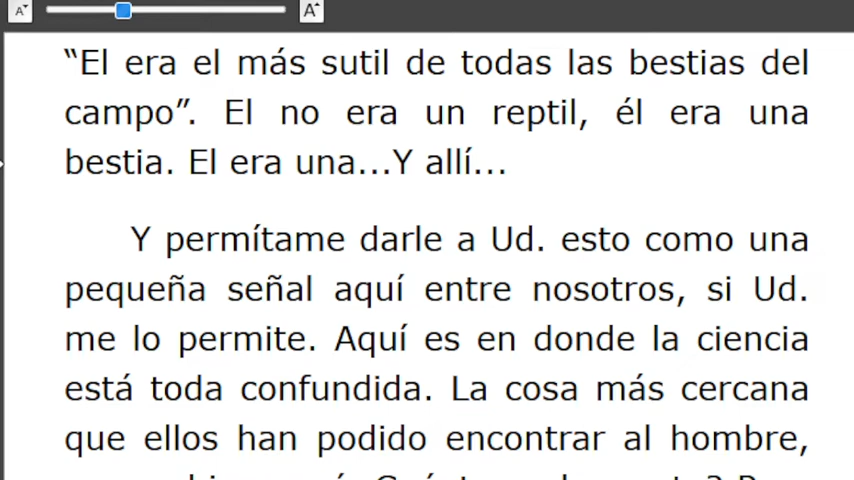 A
A
“El era el más sutil de todas las bestias del
campo”. El no era un reptil, él era una
bestia. El era una...Y allí...
Y permítame darle a Ud. esto como una
pequeña señal aquí entre nosotros, si Ud.
me lo permite. Aquí es en donde la ciencia
está toda confundida. La cosa más cercana
que ellos han podido encontrar al hombre,